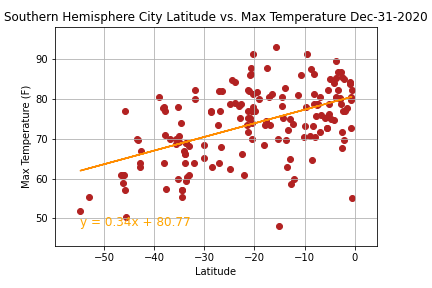 Southern Hemisphere City Latitude vs. Max Temperature Dec-31-2020
Max Temperature (F)
90
80
70
60
50
y = 0.34x + 80.77
−50
−40
−30
−20
−10
0
Latitude